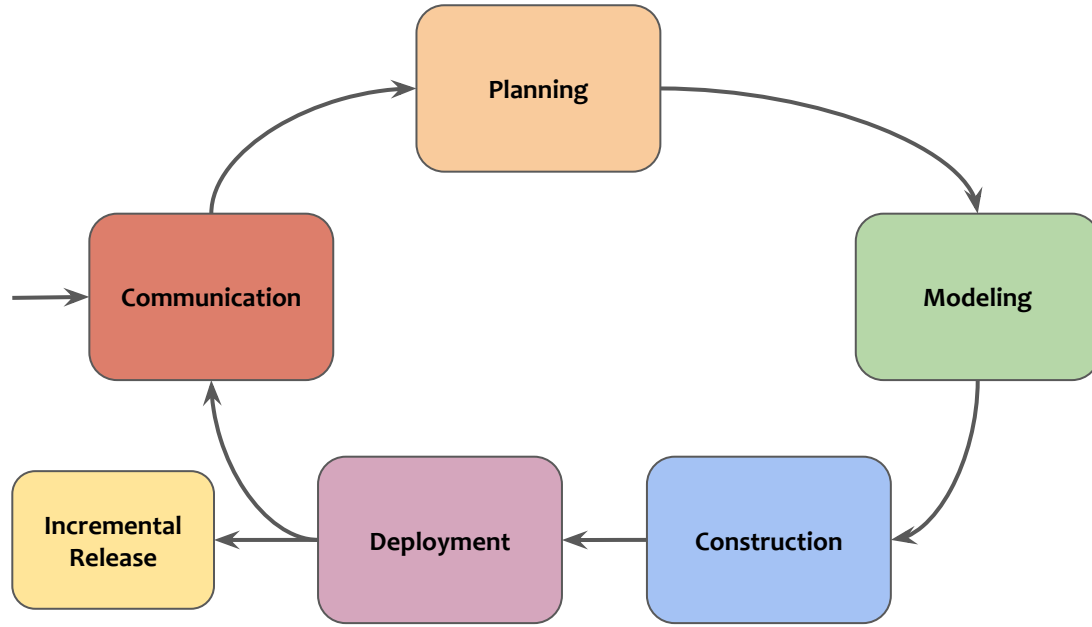 Planning
Communication
Modeling
Incremental
Release
Deployment
Construction